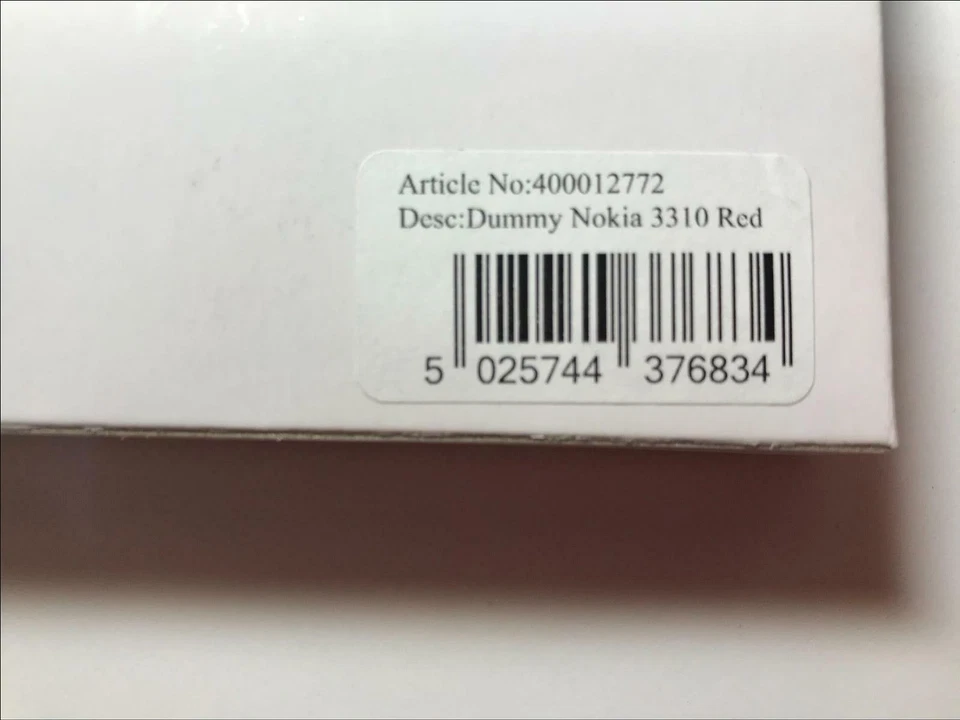 Article No:400012772
Desc:Dummy Nokia 3310 Red
5 025744 376834